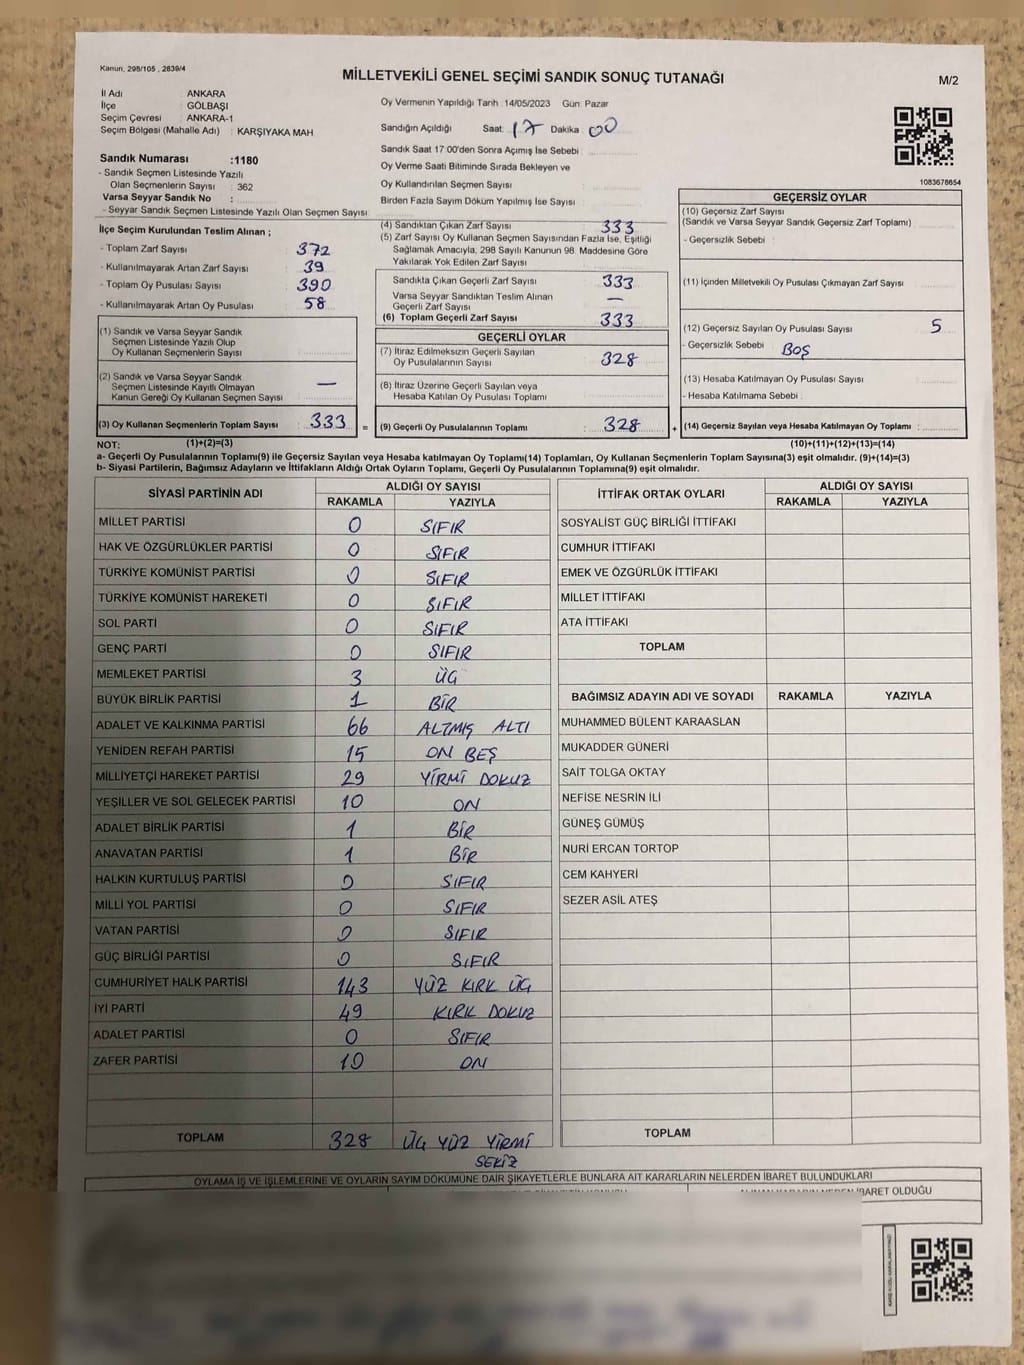 Kanun, 298/105 , 2839/4
MİLLETVEKİLİ GENEL SEÇİMİ SANDIK SONUÇ TUTANAĞI
M/2
İl Adı ANKARA
İlçe : GÖLBAŞI
Seçim Çevresi : ANKARA-1
Seçim Bölgesi (Mahalle Adı) : KARŞIYAKA MAH
Sandık Numarası :1180
- Sandık Seçmen Listesinde Yazılı
Olan Seçmenlerin Sayısı : 362
Varsa Seyyar Sandık No :
- Seyyar Sandık Seçmen Listesinde Yazılı Olan Seçmen Sayısı
İlçe Seçim Kurulundan Teslim Alınan ;
- Toplam Zarf Sayısı : 372
- Kullanılmayarak Artan Zarf Sayısı : 39
- Toplam Oy Pusulası Sayısı : 390
- Kullanılmayarak Artan Oy Pusulası : 58
(1) Sandık ve Varsa Seyyar Sandık
Seçmen Listesinde Yazılı Olup
Oy Kullanan Seçmenlerin Sayısı
(2) Sandık ve Varsa Seyyar Sandık
Seçmen Listesinde Kayıtlı Olmayan —
Kanun Gereği Oy Kullanan Seçmen Sayısı
(3) Oy Kullanan Seçmenlerin Toplam Sayısı : 333 =
Oy Vermenin Yapıldığı Tarih :14/05/2023 Gün: Pazar
Sandığın Açıldığı Saat: 17 Dakika: 00
Sandık Saat 17:00'den Sonra Açımış İse Sebebi
Oy Verme Saati Bitiminde Sırada Bekleyen ve
Oy Kullandırılan Seçmen Sayısı
Birden Fazla Sayım Döküm Yapılmış İse Sayısı
(4) Sandıktan Çıkan Zarf Sayısı 333
(5) Zarf Sayısı Oy Kullanan Seçmen Sayısından Fazla İse, Eşitliği
Sağlamak Amacıyla, 298 Sayılı Kanunun 98. Maddesine Göre
Yakılarak Yok Edilen Zarf Sayısı
Sandıkta Çıkan Geçerli Zarf Sayısı : 333
Varsa Seyyar Sandıktan Teslim Alınan
Geçerli Zarf Sayısı —
(6) Toplam Geçerli Zarf Sayısı : 333
GEÇERLİ OYLAR
(7) İtiraz Edilmeksizin Geçerli Sayılan
Oy Pusulalarının Sayısı : 328
(8) İtiraz Üzerine Geçerli Sayılan veya
Hesaba Katılan Oy Pusulası Toplamı
(9) Geçerli Oy Pusulalarının Toplamı : 328 +
1083678654
GEÇERSİZ OYLAR
(10) Geçersiz Zarf Sayısı
(Sandık ve Varsa Seyyar Sandık Geçersiz Zarf Toplamı)
- Geçersizlik Sebebi :
(11) İçinden Milletvekili Oy Pusulası Çıkmayan Zarf Sayısı
(12) Geçersiz Sayılan Oy Pusulası Sayısı : 5
- Geçersizlik Sebebi : BOŞ
(13) Hesaba Katılmayan Oy Pusulası Sayısı
- Hesaba Katılmama Sebebi :
(14) Geçersiz Sayılan veya Hesaba Katılmayan Oy Toplamı :
NOT: (1)+(2)=(3) (10)+(11)+(12)+(13)=(14)
a- Geçerli Oy Pusulalarının Toplamı(9) ile Geçersiz Sayılan veya Hesaba katılmayan Oy Toplamı(14) Toplamları, Oy Kullanan Seçmenlerin Toplam Sayısına(3) eşit olmalıdır. (9)+(14)=(3)
b- Siyasi Partilerin, Bağımsız Adayların ve İttifakların Aldığı Ortak Oyların Toplamı, Geçerli Oy Pusulalarının Toplamına(9) eşit olmalıdır.
SİYASİ PARTİNİN ADI ALDIĞI OY SAYISI
RAKAMLA YAZIYLA
MİLLET PARTİSİ 0 SIFIR
HAK VE ÖZGÜRLÜKLER PARTİSİ 0 SIFIR
TÜRKİYE KOMÜNİST PARTİSİ 0 SIFIR
TÜRKİYE KOMÜNİST HAREKETİ 0 SIFIR
SOL PARTİ 0 SIFIR
GENÇ PARTİ 0 SIFIR
MEMLEKET PARTİSİ 3 ÜÇ
BÜYÜK BİRLİK PARTİSİ 1 BİR
ADALET VE KALKINMA PARTİSİ 66 ALTMIŞ ALTI
YENİDEN REFAH PARTİSİ 15 ON BEŞ
MİLLİYETÇİ HAREKET PARTİSİ 29 YİRMİ DOKUZ
YEŞİLLER VE SOL GELECEK PARTİSİ 10 ON
ADALET BİRLİK PARTİSİ 1 BİR
ANAVATAN PARTİSİ 1 BİR
HALKIN KURTULUŞ PARTİSİ 0 SIFIR
MİLLİ YOL PARTİSİ 0 SIFIR
VATAN PARTİSİ 0 SIFIR
GÜÇ BİRLİĞİ PARTİSİ 0 SIFIR
CUMHURİYET HALK PARTİSİ 143 YÜZ KIRK ÜÇ
İYİ PARTİ 49 KIRK DOKUZ
ADALET PARTİSİ 0 SIFIR
ZAFER PARTİSİ 10 ON
TOPLAM 328 ÜÇ YÜZ YİRMİ
SEKİZ
İTTİFAK ORTAK OYLARI ALDIĞI OY SAYISI
RAKAMLA YAZIYLA
SOSYALİST GÜÇ BİRLİĞİ İTTİFAKI
CUMHUR İTTİFAKI
EMEK VE ÖZGÜRLÜK İTTİFAKI
MİLLET İTTİFAKI
ATA İTTİFAKI
TOPLAM
BAĞIMSIZ ADAYIN ADI VE SOYADI RAKAMLA YAZIYLA
MUHAMMED BÜLENT KARAASLAN
MUKADDER GÜNERİ
SAİT TOLGA OKTAY
NEFİSE NESRİN İLİ
GÜNEŞ GÜMÜŞ
NURİ ERCAN TORTOP
CEM KAHYERİ
SEZER ASİL ATEŞ
TOPLAM
OYLAMA İŞ VE İŞLEMLERİNE VE OYLARIN SAYIM DÖKÜMÜNE DAİR ŞİKAYETLERLE BUNLARA AİT KARARLARIN NELERDEN İBARET BULUNDUKLARI
İBARET OLDUĞU